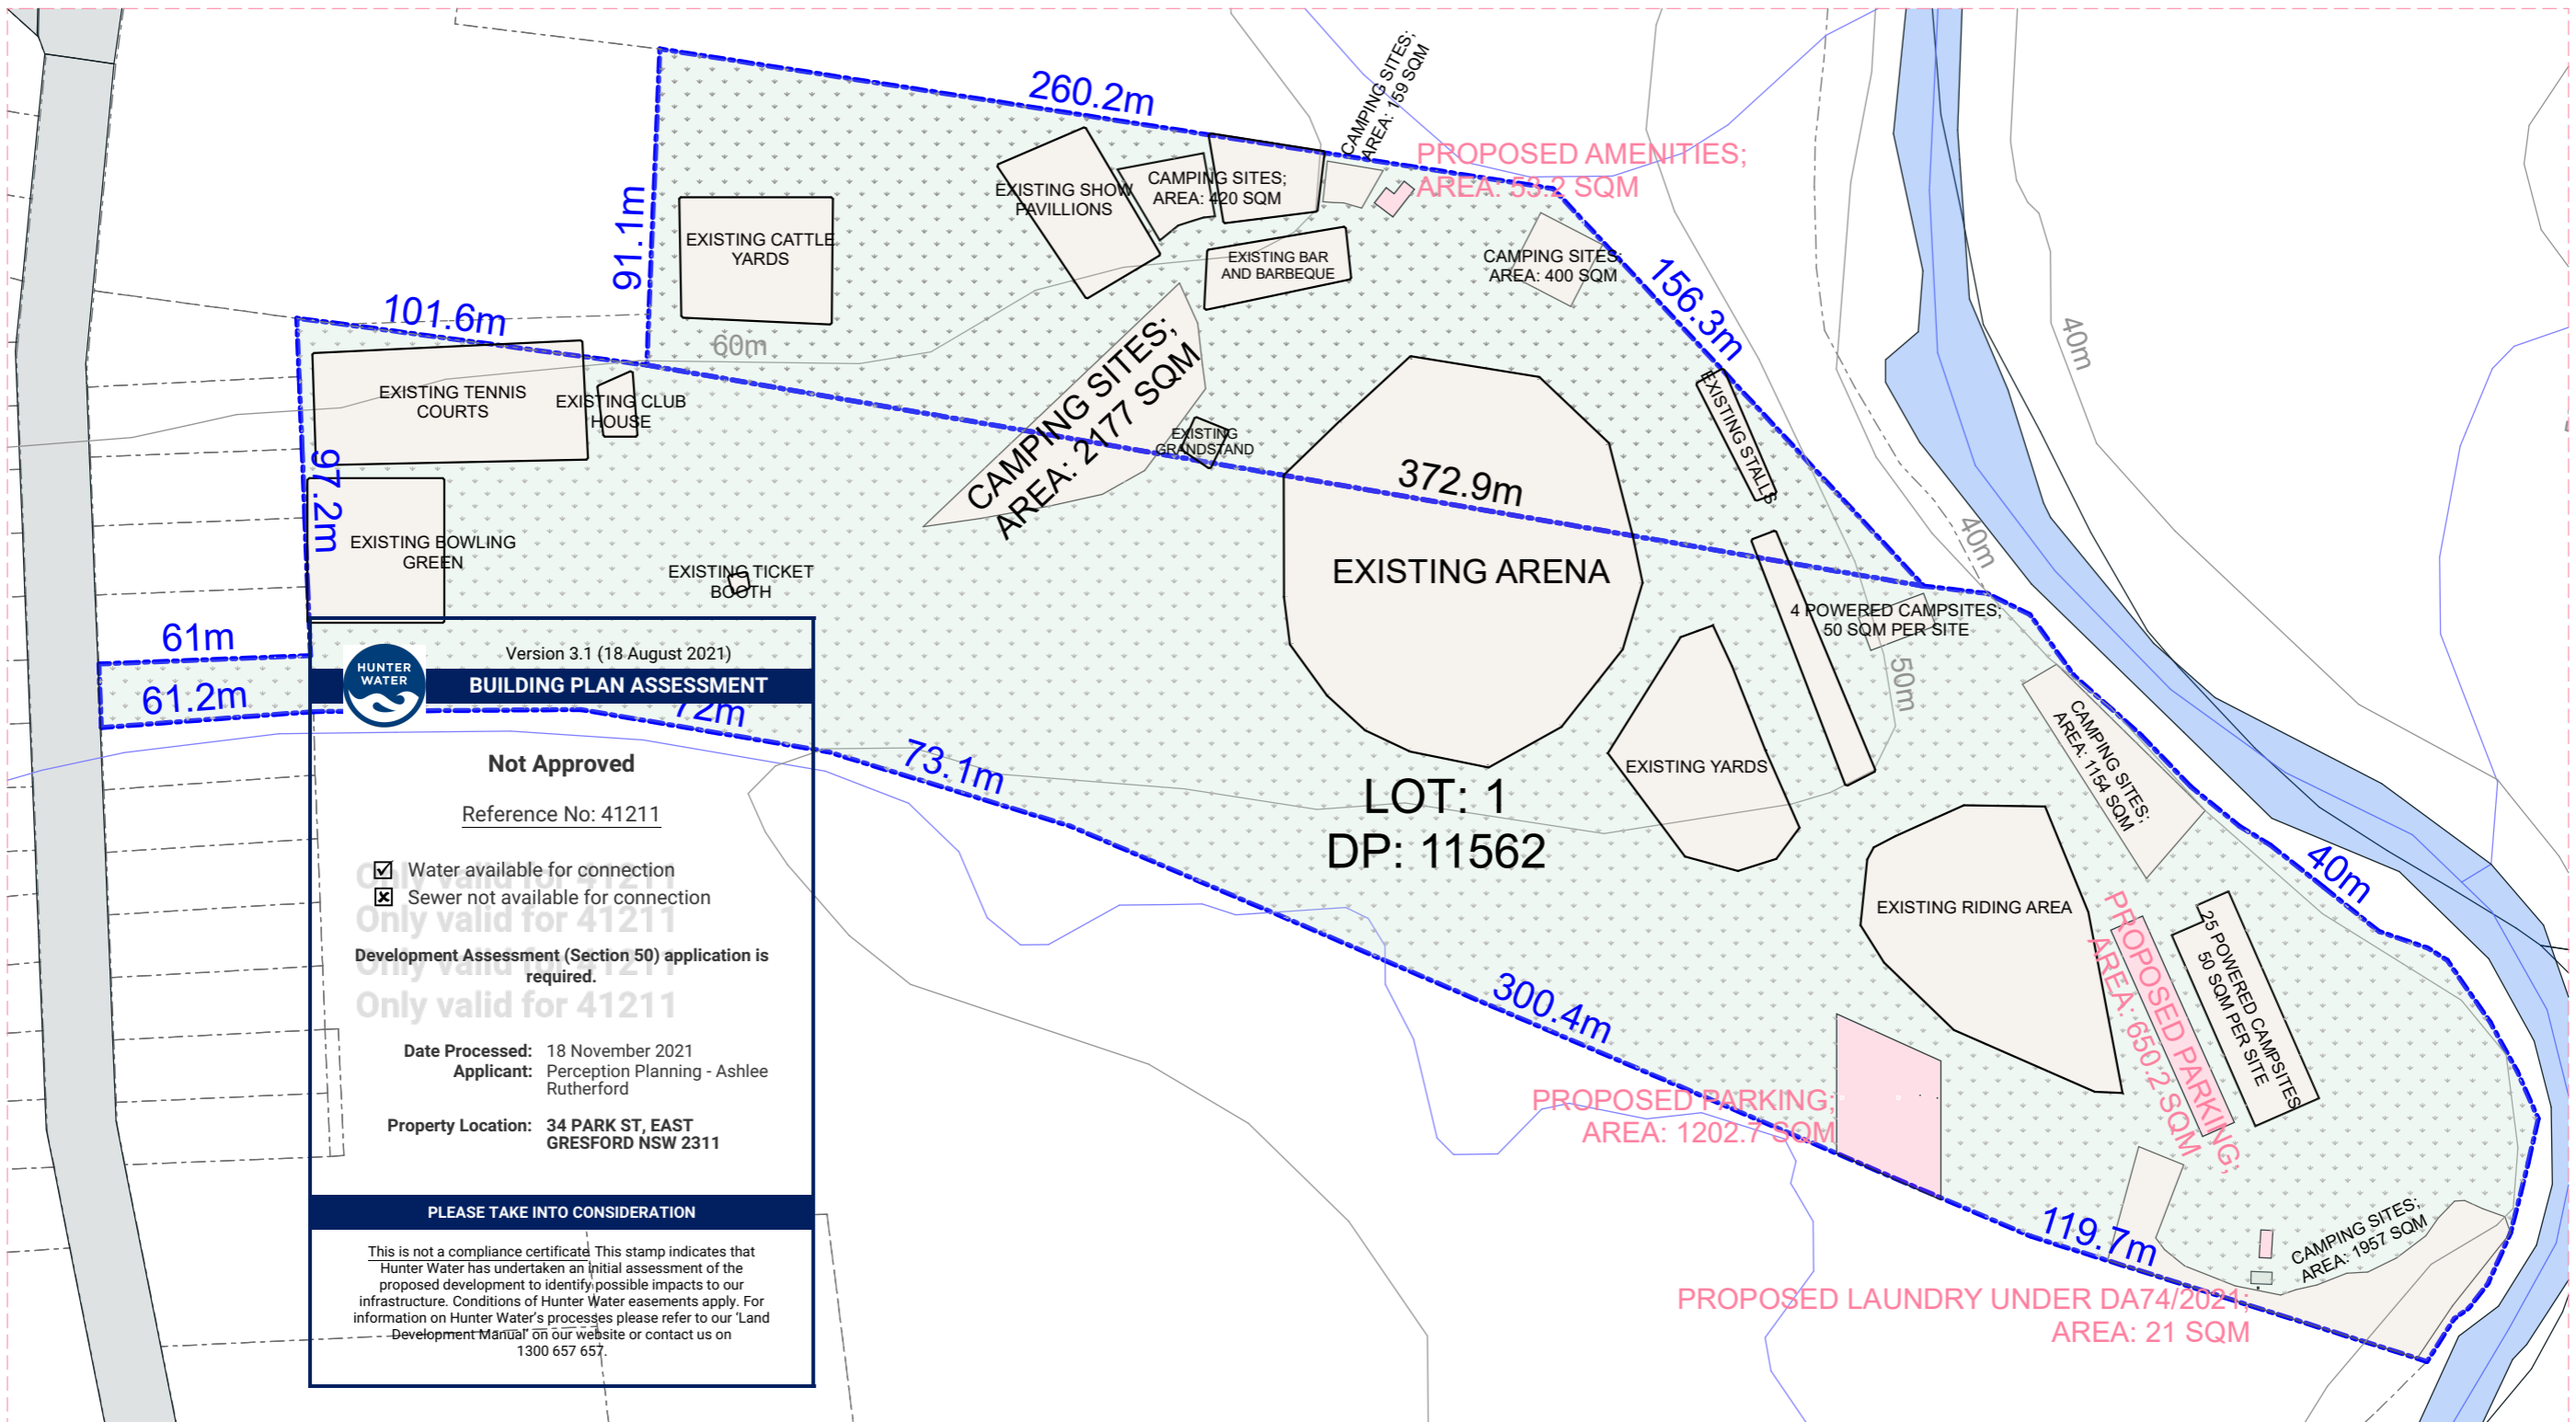 260.2m
CAMPING SITES;
AREA: 159 SQM
PROPOSED AMENITIES;
AREA: 53.2 SQM
91.1m
EXISTING SHOW
PAVILLIONS
CAMPING SITES;
AREA: 420 SQM
EXISTING CATTLE
YARDS
EXISTING BAR
AND BARBEQUE
CAMPING SITES;
AREA: 400 SQM
156.3m
101.6m
60m
CAMPING SITES;
AREA: 2177 SQM
40m
EXISTING TENNIS
COURTS
EXISTING CLUB
HOUSE
EXISTING
GRANDSTAND
EXISTING STALLS
97.2m
372.9m
EXISTING BOWLING
GREEN
EXISTING TICKET
BOOTH
EXISTING ARENA
40m
4 POWERED CAMPSITES;
50 SQM PER SITE
61m
61.2m
72m
73.1m
50m
EXISTING YARDS
CAMPING SITES;
AREA: 1154 SQM
LOT: 1
DP: 11562
40m
EXISTING RIDING AREA
PROPOSED PARKING;
AREA: 650.2 SQM
25 POWERED CAMPSITES
50 SQM PER SITE
300.4m
PROPOSED PARKING;
AREA: 1202.7 SQM
119.7m
CAMPING SITES;
AREA: 1957 SQM
PROPOSED LAUNDRY UNDER DA74/2021;
AREA: 21 SQM
HUNTER
WATER
Version 3.1 (18 August 2021)
BUILDING PLAN ASSESSMENT
Not Approved
Reference No: 41211
Only valid for 41211
Water available for connection
Sewer not available for connection
Only valid for 41211
Development Assessment (Section 50) application is
required.
Only valid for 41211
Only valid for 41211
Date Processed: 18 November 2021
Applicant: Perception Planning - Ashlee
Rutherford
Property Location: 34 PARK ST, EAST
GRESFORD NSW 2311
PLEASE TAKE INTO CONSIDERATION
This is not a compliance certificate This stamp indicates that
Hunter Water has undertaken an initial assessment of the
proposed development to identify possible impacts to our
infrastructure. Conditions of Hunter Water easements apply. For
information on Hunter Water's processes please refer to our 'Land
Development Manual' on our website or contact us on
1300 657 657.